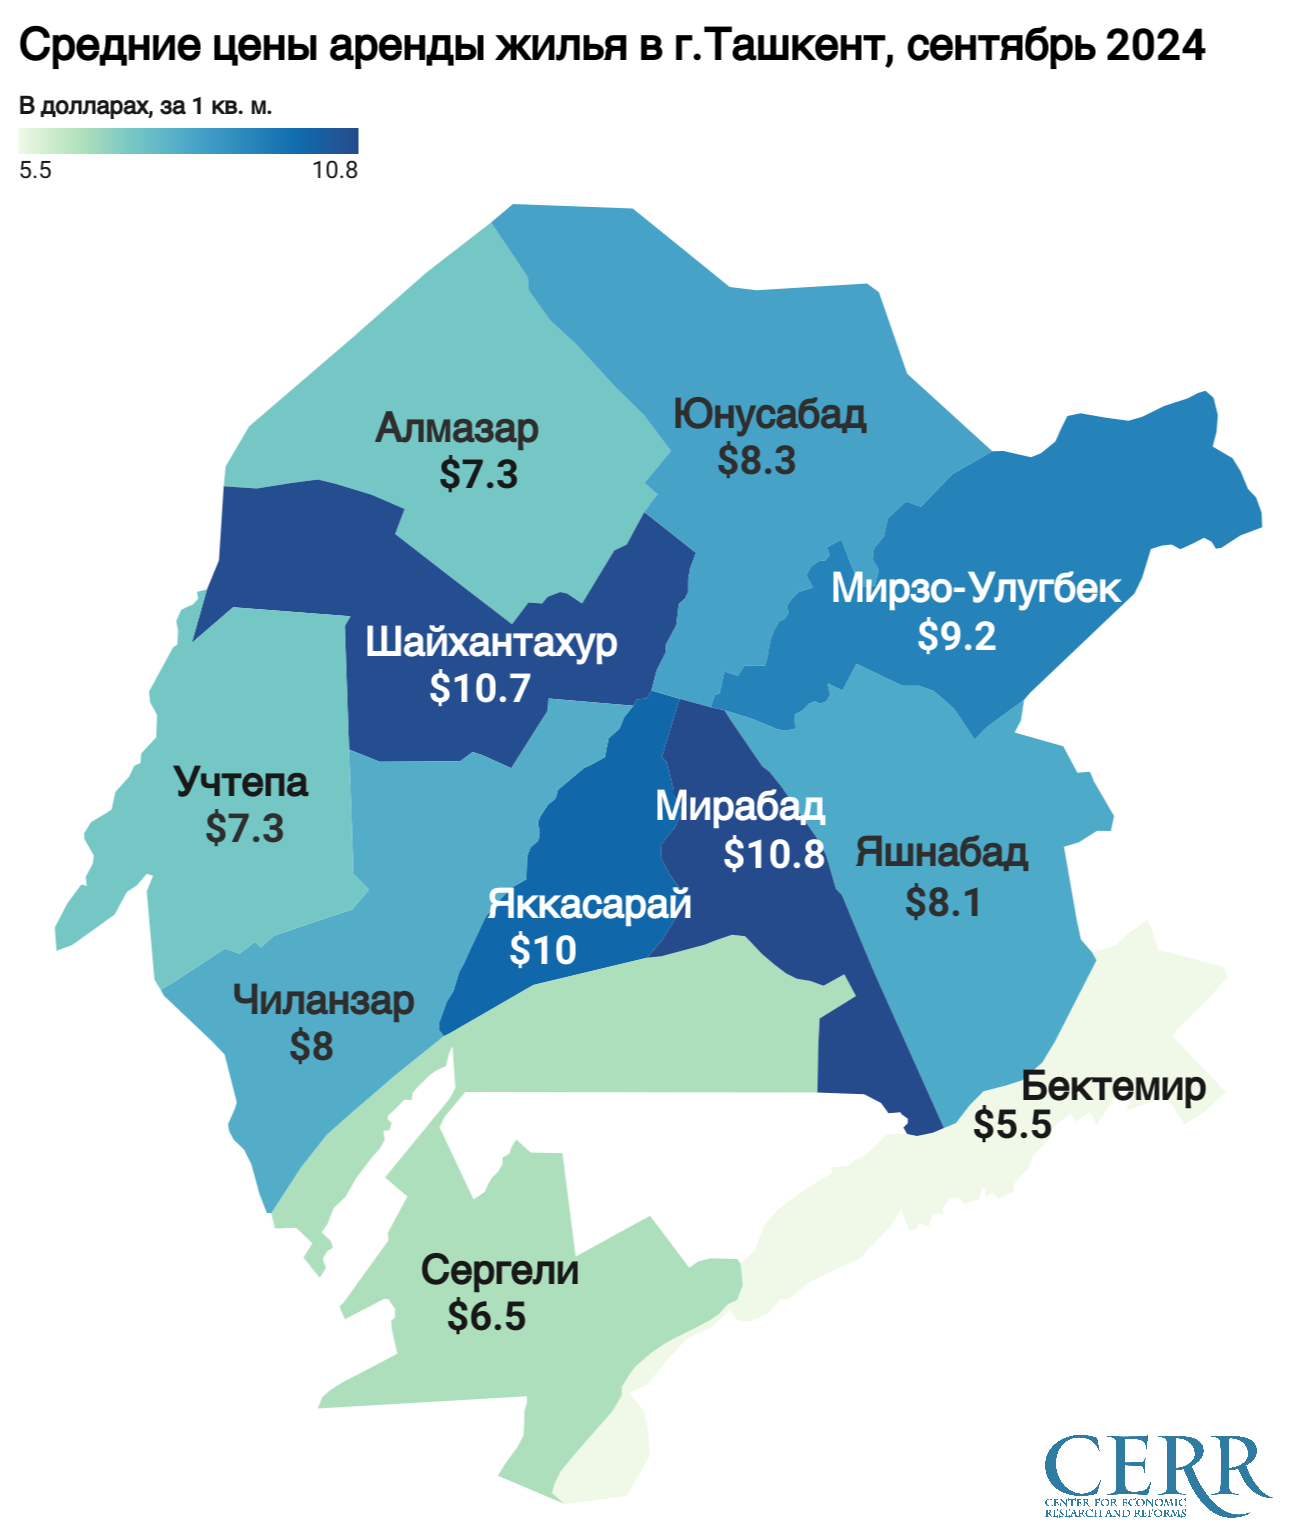 Средние цены аренды жилья в г.Ташкент, сентябрь 2024
В долларах, за 1 кв. м.
5.5 10.8
Алмазар
$7.3
Юнусабад
$8.3
Мирзо-Улугбек
$9.2
Шайхантахур
$10.7
Учтепа
$7.3
Мирабад
$10.8
Яшнабад
$8.1
Яккасарай
$10
Чиланзар
$8
Бектемир
$5.5
Сергели
$6.5
CERR
CENTER FOR ECONOMIC
RESEARCH AND REFORMS